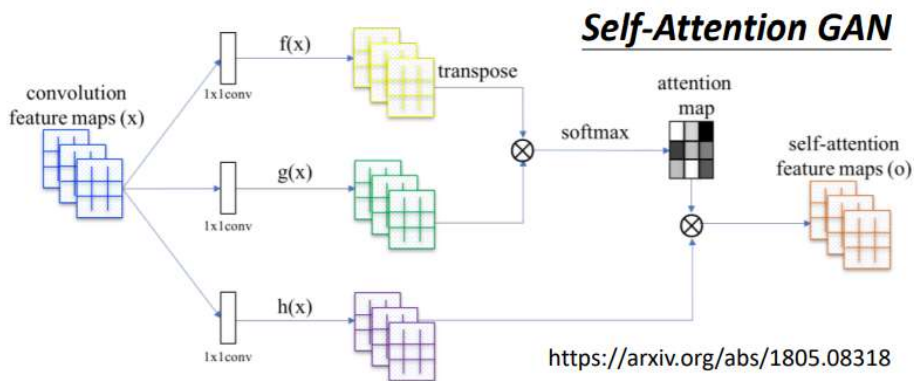 Self-Attention GAN
convolution
feature maps (x)
f(x)
1x1conv
transpose
g(x)
1x1conv
softmax
attention
map
self-attention
feature maps (o)
h(x)
1x1conv
https://arxiv.org/abs/1805.08318